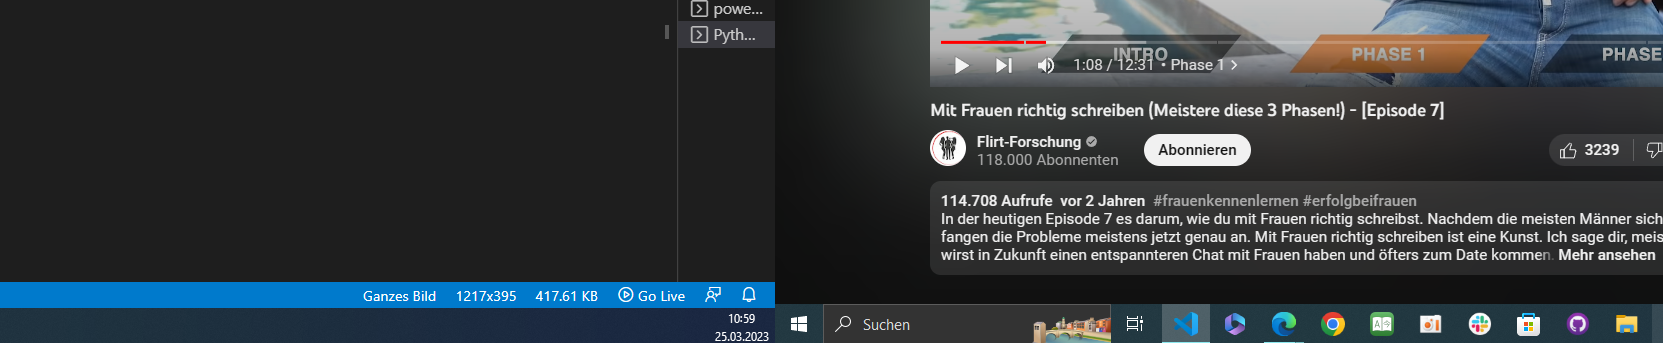 powe...
Pyth...
Ganzes Bild 1217x395 417.61 KB Go Live
10:59
25.03.2023
INTRO PHASE 1 PHASE
1:08 / 12:31 • Phase 1
Mit Frauen richtig schreiben (Meistere diese 3 Phasen!) - [Episode 7]
Flirt-Forschung
118.000 Abonnenten
Abonnieren
3239
114.708 Aufrufe vor 2 Jahren #frauenkennenlernen #erfolgbeifrauen
In der heutigen Episode 7 es darum, wie du mit Frauen richtig schreibst. Nachdem die meisten Männer sich
fangen die Probleme meistens jetzt genau an. Mit Frauen richtig schreiben ist eine Kunst. Ich sage dir, meis
wirst in Zukunft einen entspannteren Chat mit Frauen haben und öfters zum Date kommen. Mehr ansehen
Suchen